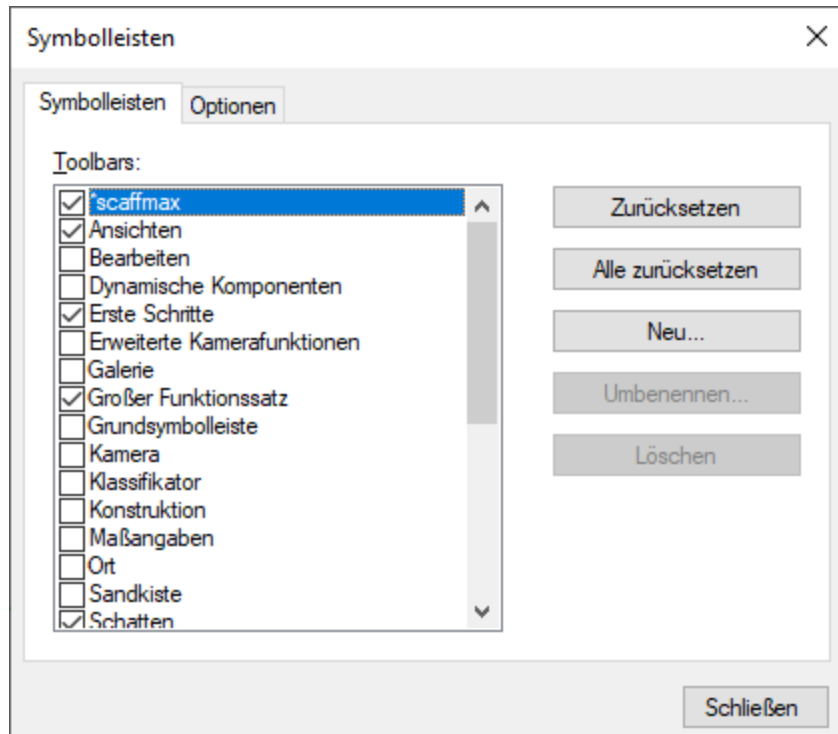 Symbolleisten
Symbolleisten
Optionen
Toolbars:
*scaffmax
Ansichten
Bearbeiten
Dynamische Komponenten
Erste Schritte
Erweiterte Kamerafunktionen
Galerie
Großer Funktionssatz
Grundsymbolleiste
Kamera
Klassifikator
Konstruktion
Maßangaben
Ort
Sandkiste
Schatten
Zurücksetzen
Alle zurücksetzen
Neu...
Umbenennen...
Löschen
Schließen